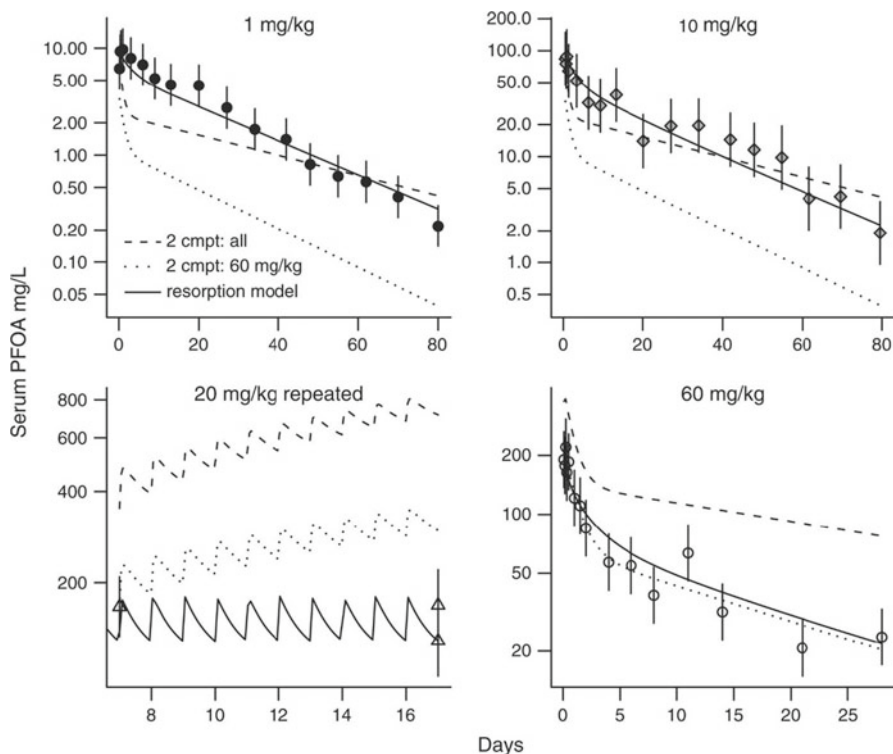 1 mg/kg
10.00
5.00
2.00
1.00
0.50
0.20
0.10
0.05
2 cmpt: all
2 cmpt: 60 mg/kg
resorption model
0 20 40 60 80
10 mg/kg
200.0
100.0
50.0
20.0
10.0
5.0
2.0
1.0
0.5
0 20 40 60 80
Serum PFOA mg/L
20 mg/kg repeated
800
600
400
200
8 10 12 14 16
60 mg/kg
200
100
50
20
0 5 10 15 20 25
Days